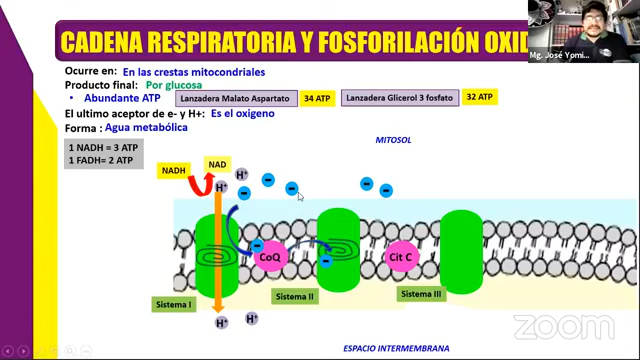 CADENA RESPIRATORIA Y FOSFORILACIÓN OXID
Mg. José Yomi...
Ocurre en: En las crestas mitocondriales
Producto final: Por glucosa
• Abundante ATP
Lanzadera Malato Aspartato 34 ATP
Lanzadera Glicerol 3 fosfato 32 ATP
El ultimo aceptor de e- y H+: Es el oxigeno
Forma : Agua metabólica
1 NADH = 3 ATP
1 FADH= 2 ATP
MITOSOL
NADH
NAD
H+
H+
CoQ
Cit C
Sistema I
Sistema II
Sistema III
H+
H+
ESPACIO INTERMEMBRANA
zoom